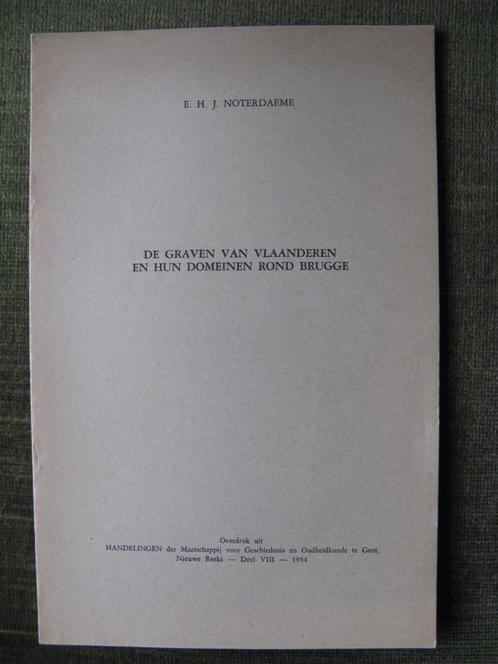 E. H. J. NOTERDAEME
DE GRAVEN VAN VLAANDEREN
EN HUN DOMEINEN ROND BRUGGE
Overdruk uit
HANDELINGEN der Maatschappij voor Geschiedenis en Oudheidkunde te Gent,
Nieuwe Reeks — Deel VIII — 1954